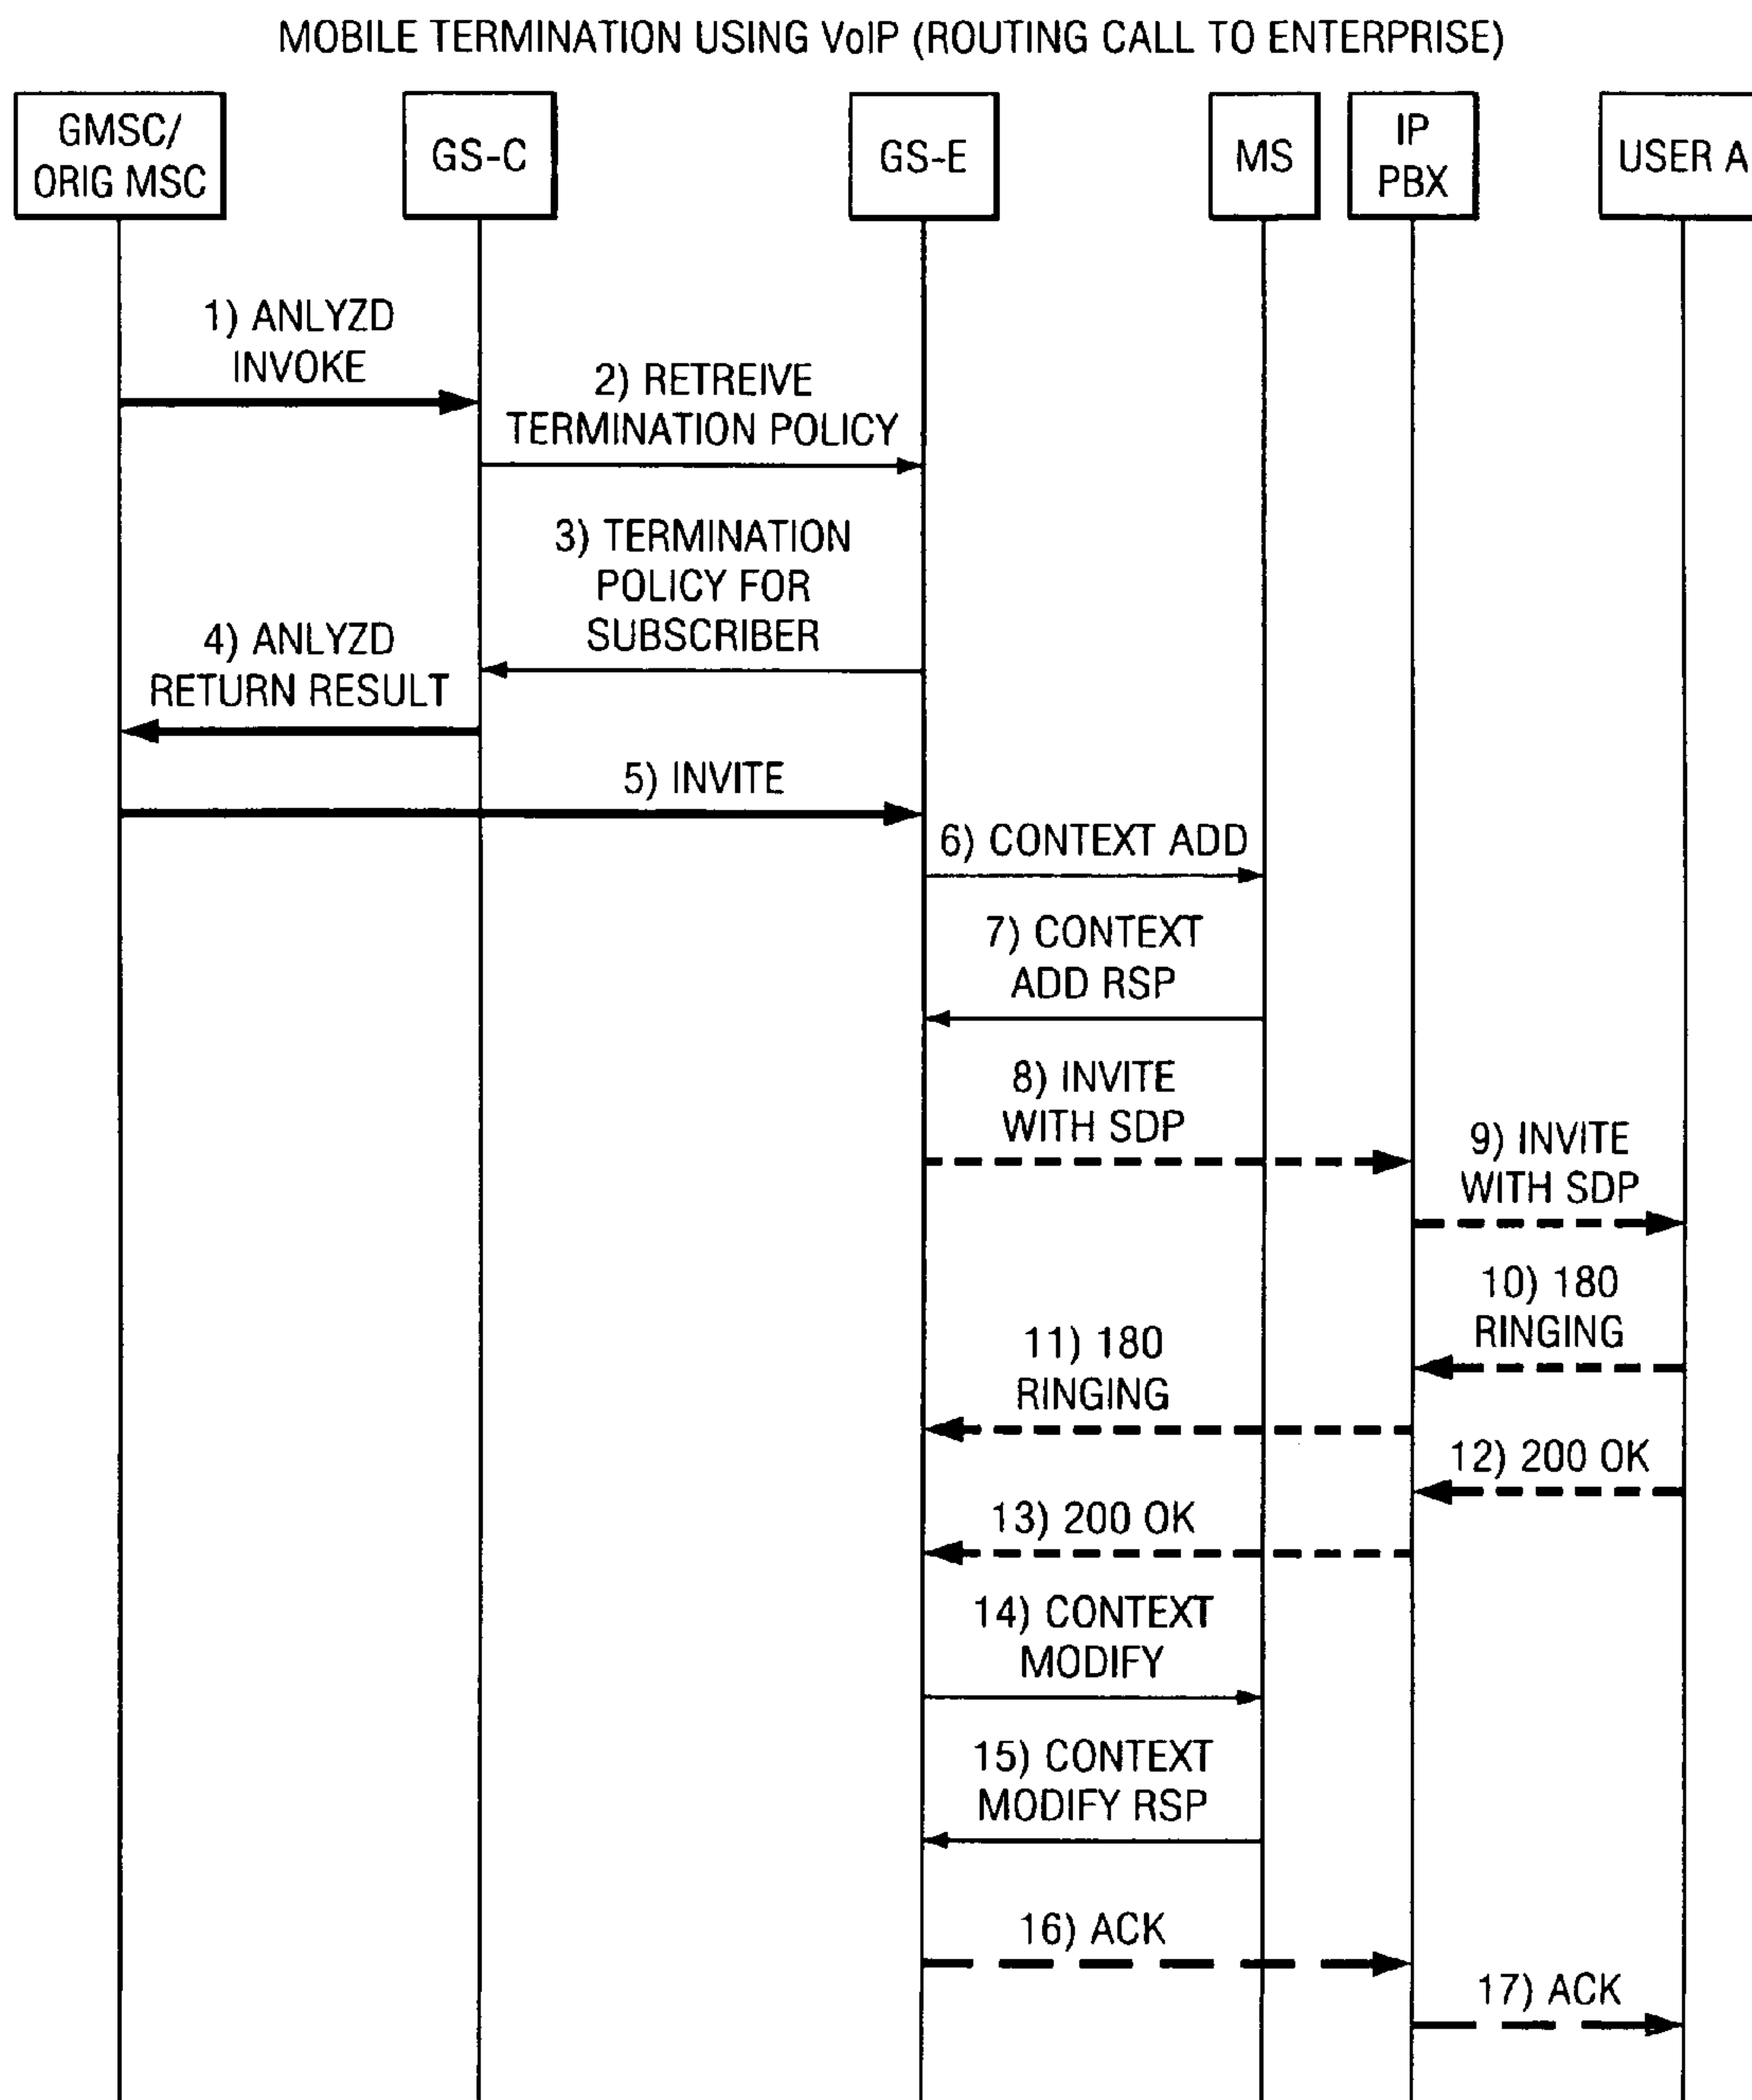 MOBILE TERMINATION USING VoIP (ROUTING CALL TO ENTERPRISE)
GMSC/
ORIG MSC
GS-C
GS-E
MS
IP
PBX
USER A
1) ANLYZD
INVOKE
2) RETREIVE
TERMINATION POLICY
3) TERMINATION
POLICY FOR
SUBSCRIBER
4) ANLYZD
RETURN RESULT
5) INVITE
6) CONTEXT ADD
7) CONTEXT
ADD RSP
8) INVITE
WITH SDP
9) INVITE
WITH SDP
10) 180
RINGING
11) 180
RINGING
12) 200 OK
13) 200 OK
14) CONTEXT
MODIFY
15) CONTEXT
MODIFY RSP
16) ACK
17) ACK